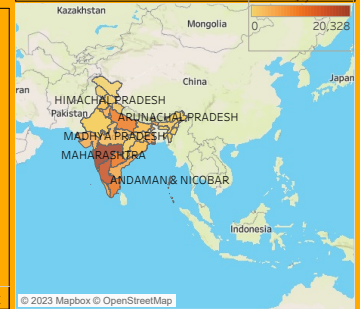 Kazakhstan
Mongolia
0 20,328
China
Japan
ran
HIMACHAL PRADESH
Pakistan
ARUNACHAL PRADESH
MADHYA PRADESH
MAHARASHTRA
ANDAMAN & NICOBAR
Indonesia
© 2023 Mapbox © OpenStreetMap